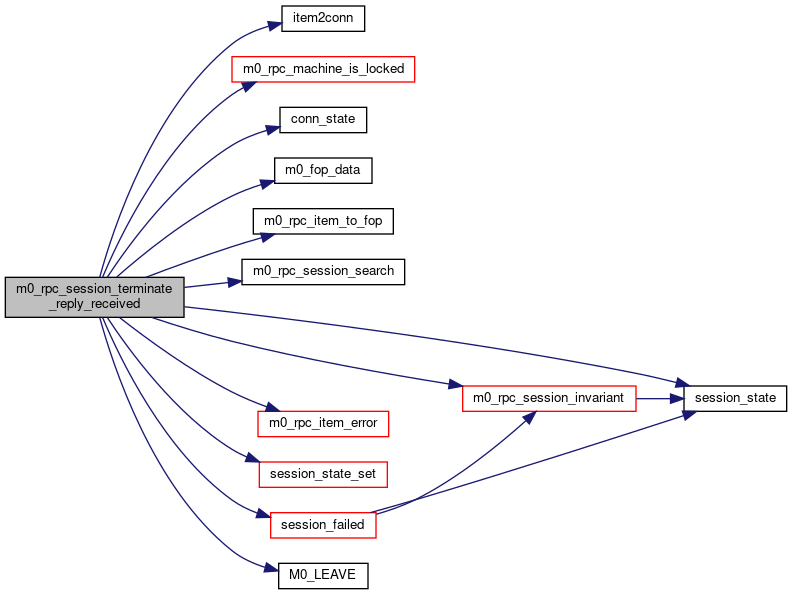 item2conn
m0_rpc_machine_is_locked
conn_state
m0_fop_data
m0_rpc_item_to_fop
m0_rpc_session_search
m0_rpc_session_terminate
_reply_received
m0_rpc_session_invariant
session_state
m0_rpc_item_error
session_state_set
session_failed
M0_LEAVE